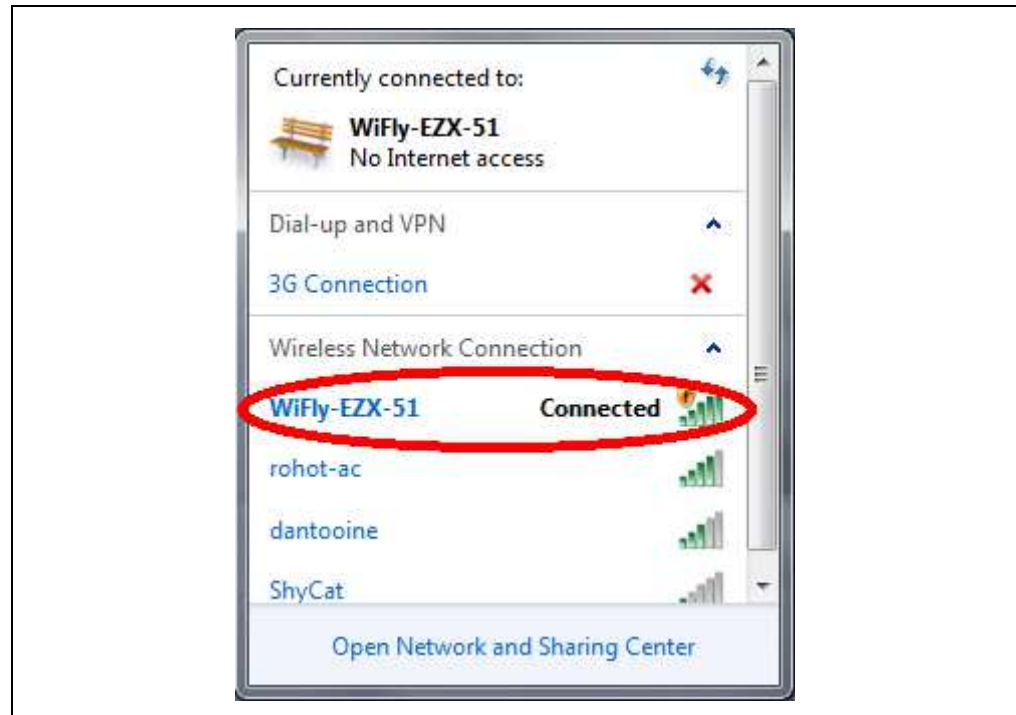 Currently connected to:
WiFly-EZX-51
No Internet access
Dial-up and VPN
3G Connection
Wireless Network Connection
WiFly-EZX-51 Connected
rohot-ac
dantooine
ShyCat
Open Network and Sharing Center